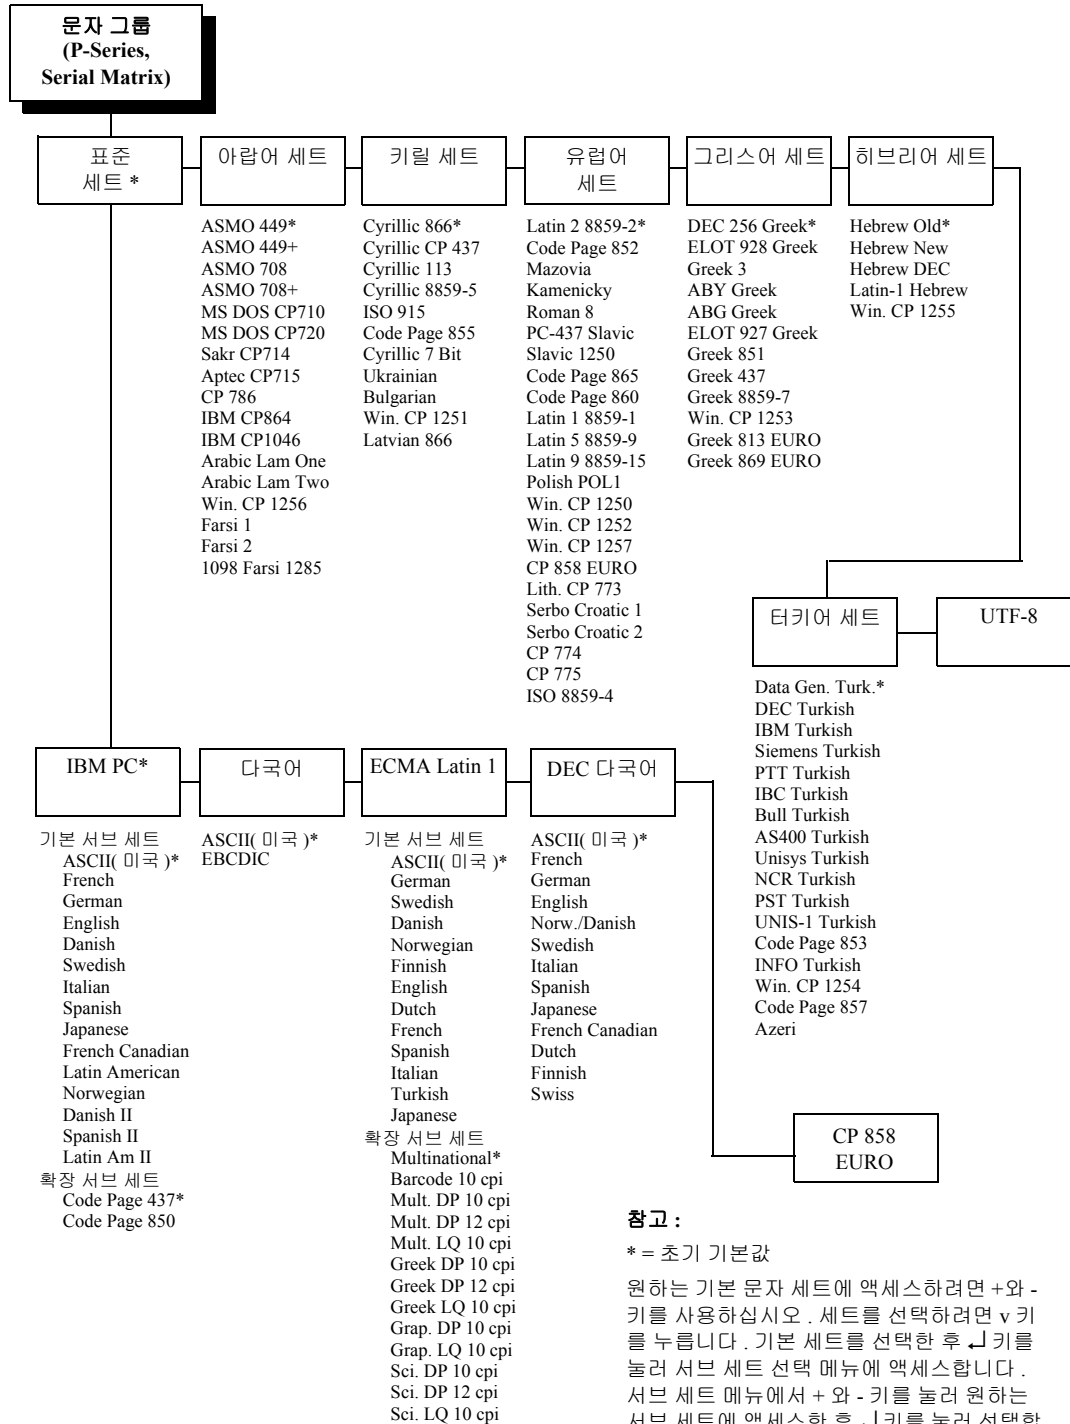 문자 그룹
(P-Series,
Serial Matrix)
표준
세트 *
아랍어 세트
키릴 세트
유럽어
세트
그리스어 세트
히브리어 세트
ASMO 449*
ASMO 449+
ASMO 708
ASMO 708+
MS DOS CP710
MS DOS CP720
Sakr CP714
Aptec CP715
CP 786
IBM CP864
IBM CP1046
Arabic Lam One
Arabic Lam Two
Win. CP 1256
Farsi 1
Farsi 2
1098 Farsi 1285
Cyrillic 866*
Cyrillic CP 437
Cyrillic 113
Cyrillic 8859-5
ISO 915
Code Page 855
Cyrillic 7 Bit
Ukrainian
Bulgarian
Win. CP 1251
Latvian 866
Latin 2 8859-2*
Code Page 852
Mazovia
Kamenicky
Roman 8
PC-437 Slavic
Slavic 1250
Code Page 865
Code Page 860
Latin 1 8859-1
Latin 5 8859-9
Latin 9 8859-15
Polish POL1
Win. CP 1250
Win. CP 1252
Win. CP 1257
CP 858 EURO
Lith. CP 773
Serbo Croatic 1
Serbo Croatic 2
CP 774
CP 775
ISO 8859-4
DEC 256 Greek*
ELOT 928 Greek
Greek 3
ABY Greek
ABG Greek
ELOT 927 Greek
Greek 851
Greek 437
Greek 8859-7
Win. CP 1253
Greek 813 EURO
Greek 869 EURO
Hebrew Old*
Hebrew New
Hebrew DEC
Latin-1 Hebrew
Win. CP 1255
터키어 세트
UTF-8
Data Gen. Turk.*
DEC Turkish
IBM Turkish
Siemens Turkish
PTT Turkish
IBC Turkish
Bull Turkish
AS400 Turkish
Unisys Turkish
NCR Turkish
PST Turkish
UNIS-1 Turkish
Code Page 853
INFO Turkish
Win. CP 1254
Code Page 857
Azeri
IBM PC*
다국어
ECMA Latin 1
DEC 다국어
기본 서브 세트
ASCII( 미국 )*
French
German
English
Danish
Swedish
Italian
Spanish
Japanese
French Canadian
Latin American
Norwegian
Danish II
Spanish II
Latin Am II
확장 서브 세트
Code Page 437*
Code Page 850
ASCII( 미국 )*
EBCDIC
기본 서브 세트
ASCII( 미국 )*
German
Swedish
Danish
Norwegian
Finnish
English
Dutch
French
Spanish
Italian
Turkish
Japanese
확장 서브 세트
Multinational*
Barcode 10 cpi
Mult. DP 10 cpi
Mult. DP 12 cpi
Mult. LQ 10 cpi
Greek DP 10 cpi
Greek DP 12 cpi
Greek LQ 10 cpi
Grap. DP 10 cpi
Grap. LQ 10 cpi
Sci. DP 10 cpi
Sci. DP 12 cpi
Sci. LQ 10 cpi
ASCII( 미국 )*
French
German
English
Norw./Danish
Swedish
Italian
Spanish
Japanese
French Canadian
Dutch
Finnish
Swiss
CP 858
EURO
참고 :
* = 초기 기본값
원하는 기본 문자 세트에 액세스하려면 +와 -
키를 사용하십시오 . 세트를 선택하려면 v 키
를 누릅니다 . 기본 세트를 선택한 후 ↵ 키를
눌러 서브 세트 선택 메뉴에 액세스합니다 .
서브 세트 메뉴에서 + 와 - 키를 눌러 원하는
서브 세트에 액세스한 후 ↵ 키를 눌러 선택합